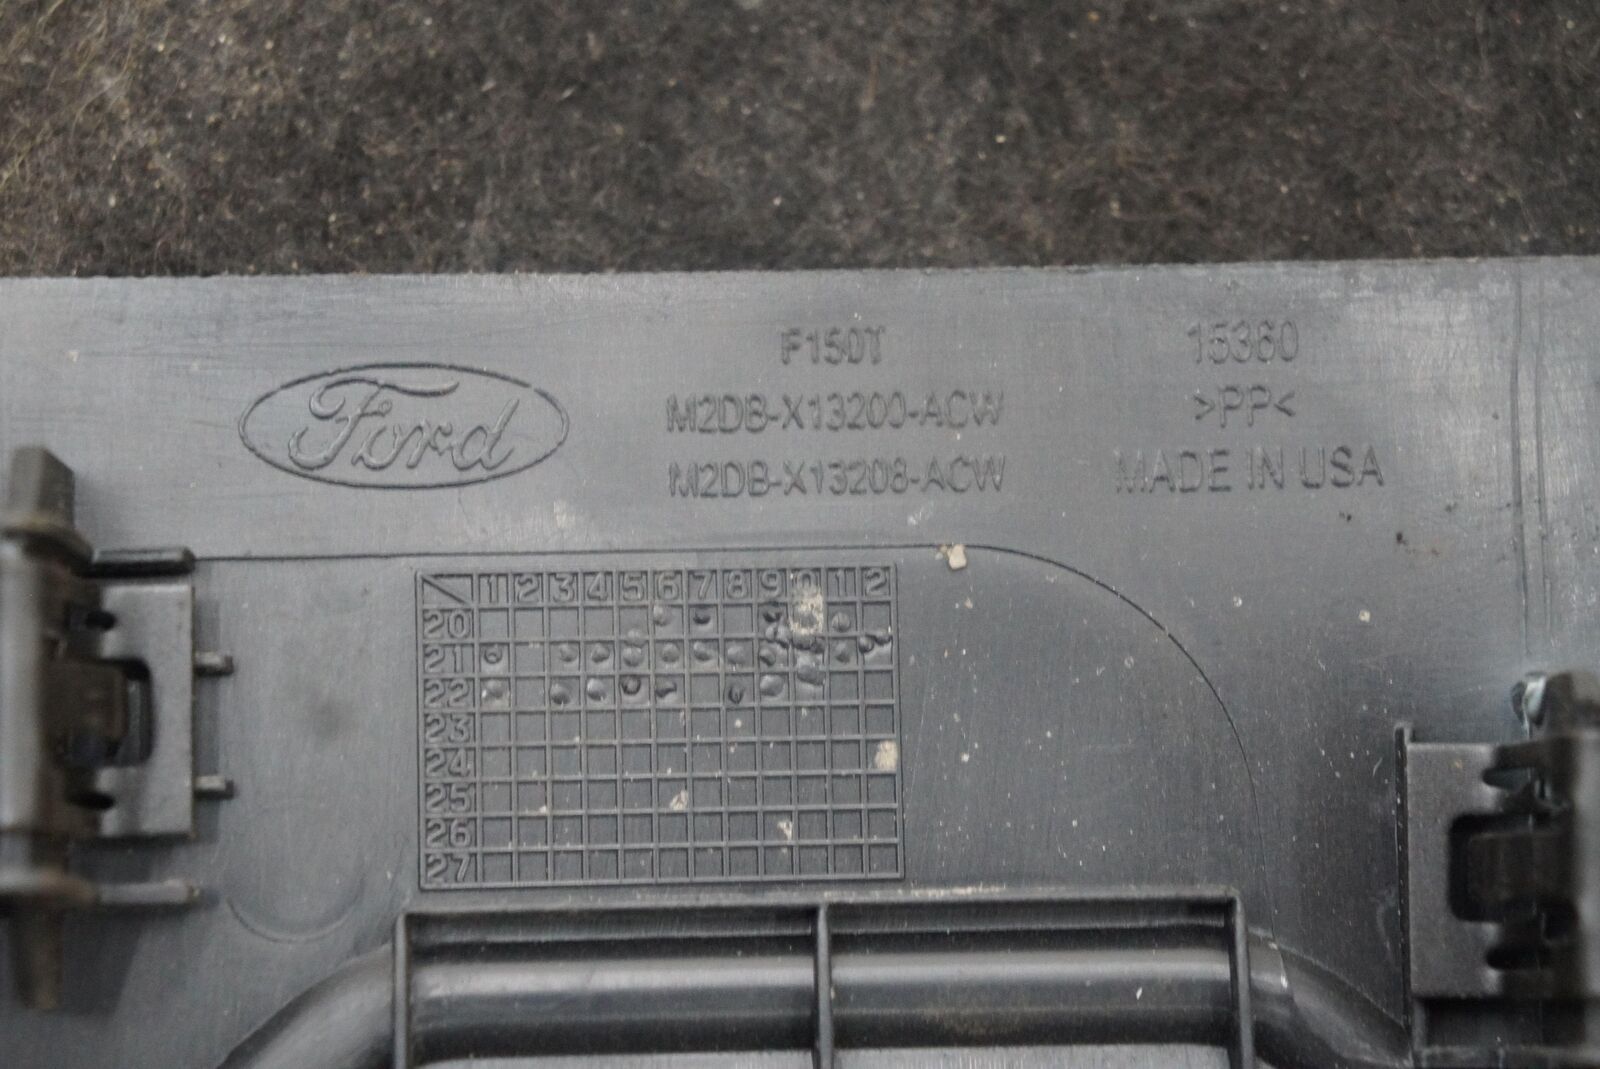 Ford
F150T
M2DB-X13200-ACW
M2DB-X13208-ACW
15360
>PP<
MADE IN USA
1 2 3 4 5 6 7 8 9 0 1 2
20
21
22
23
24
25
26
27